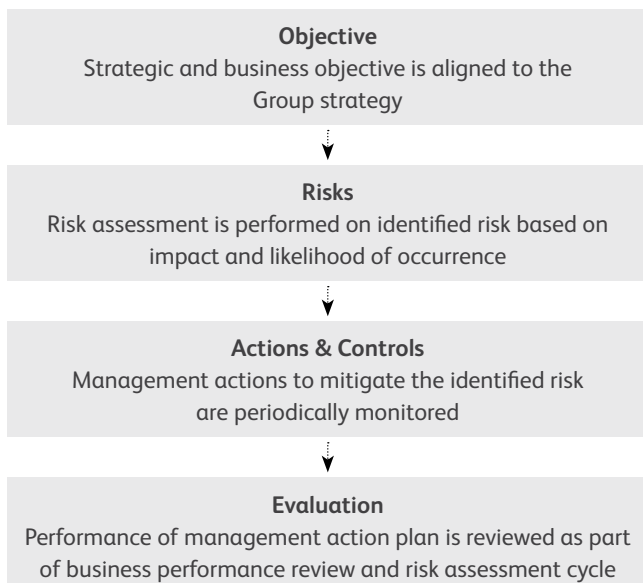 Objective
Strategic and business objective is aligned to the
Group strategy
Risks
Risk assessment is performed on identified risk based on
impact and likelihood of occurrence
Actions & Controls
Management actions to mitigate the identified risk
are periodically monitored
Evaluation
Performance of management action plan is reviewed as part
of business performance review and risk assessment cycle